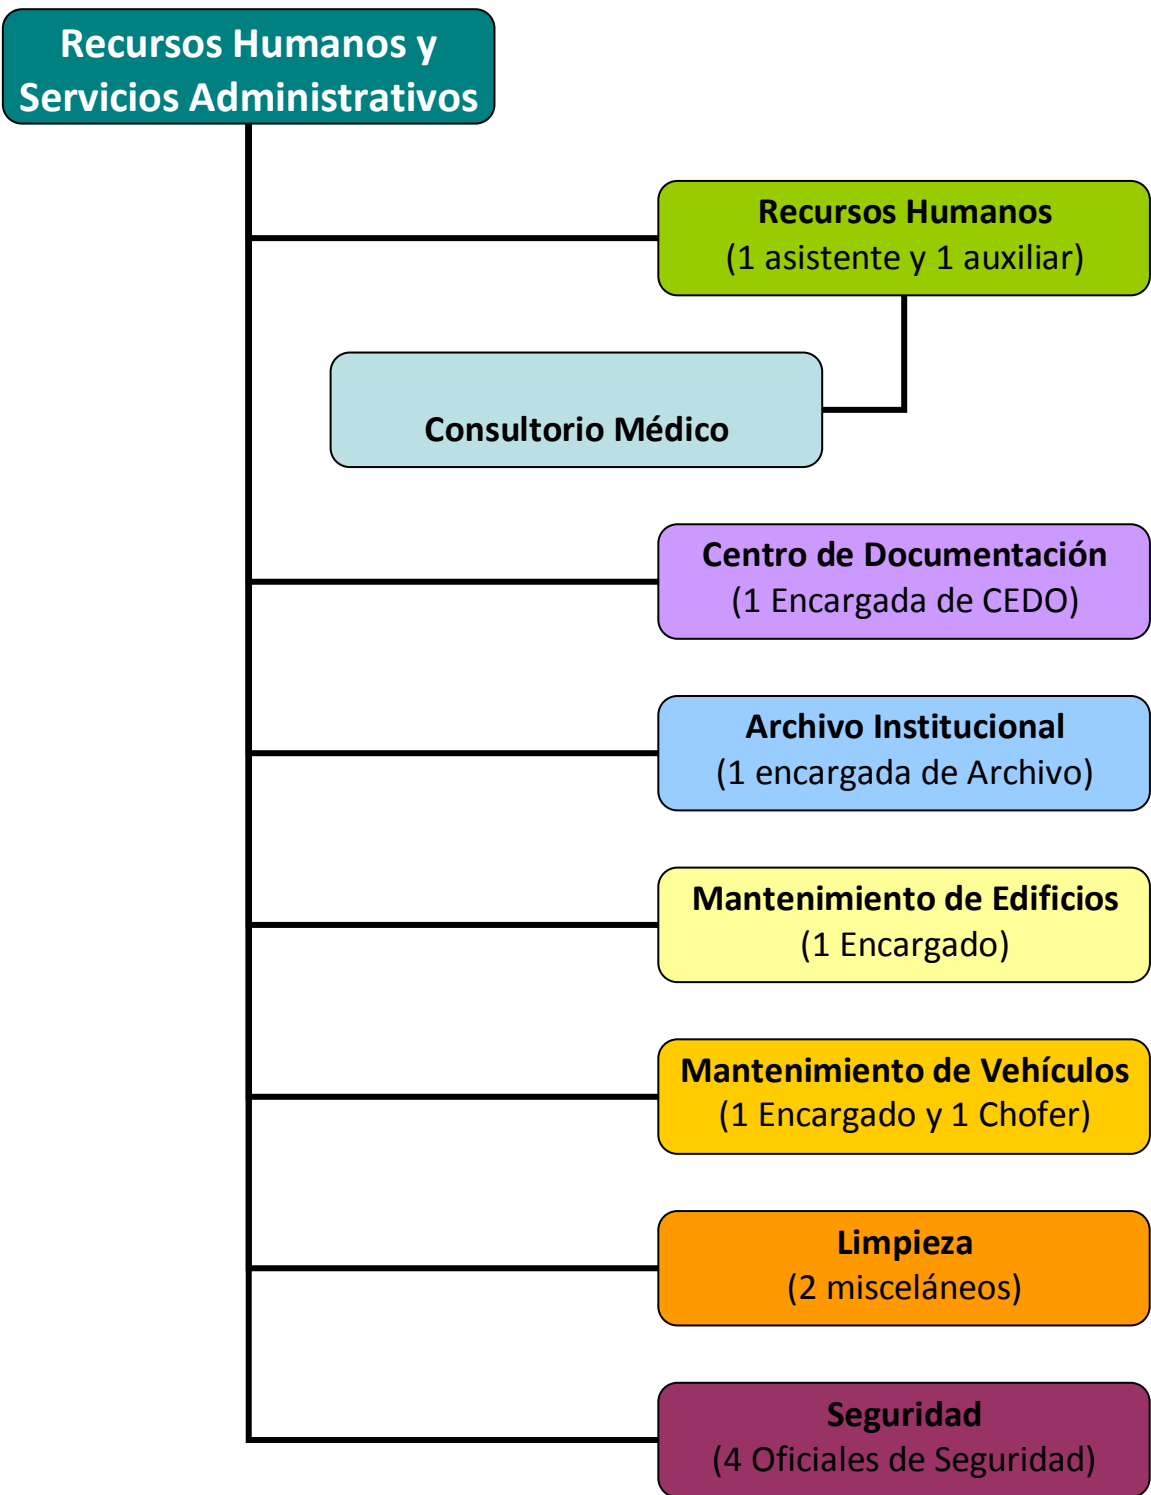 Recursos Humanos y
Servicios Administrativos
Recursos Humanos
(1 asistente y 1 auxiliar)
Consultorio Médico
Centro de Documentación
(1 Encargada de CEDO)
Archivo Institucional
(1 encargada de Archivo)
Mantenimiento de Edificios
(1 Encargado)
Mantenimiento de Vehículos
(1 Encargado y 1 Chofer)
Limpieza
(2 misceláneos)
Seguridad
(4 Oficiales de Seguridad)